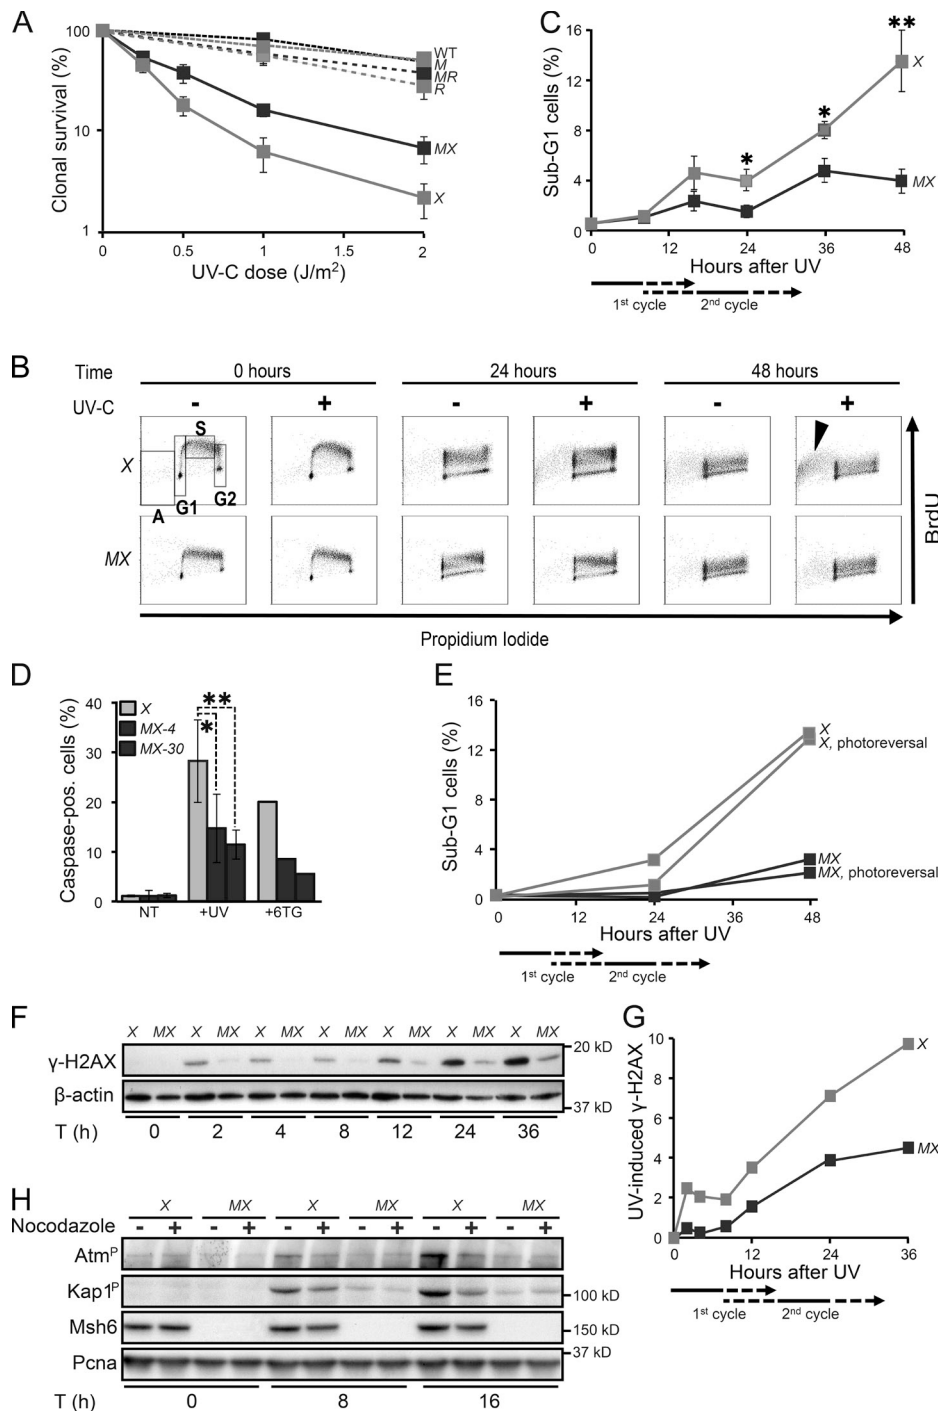 A
Clonal survival (%)
100
10
1
WT
M
MR
R
MX
X
0
0.5
1
1.5
2
UV-C dose (J/m²)
C
Sub-G1 cells (%)
16
12
8
4
0
*
*
**
X
MX
0
12
24
36
48
Hours after UV
1st cycle
2nd cycle
B
Time
0 hours
24 hours
48 hours
UV-C
- + - + - +
X
S
A
G1
G2
MX
BrdU
Propidium Iodide
D
Caspase-pos. cells (%)
40
30
20
10
0
X
MX-4
MX-30
**
*
NT
+UV
+6TG
E
Sub-G1 cells (%)
16
12
8
4
0
X
X, photoreversal
MX
MX, photoreversal
0
12
24
36
48
Hours after UV
1st cycle
2nd cycle
F
X MX X MX X MX X MX X MX X MX X MX
γ-H2AX
20 kD
β-actin
37 kD
T (h)
0 2 4 8 12 24 36
G
UV-induced γ-H2AX
10
8
6
4
2
0
X
MX
0
12
24
36
Hours after UV
1st cycle
2nd cycle
H
X MX X MX X MX
Nocodazole
- + - + - + - + - + - +
Atmᴾ
Kap1ᴾ
100 kD
Msh6
150 kD
Pcna
37 kD
T (h)
0 8 16